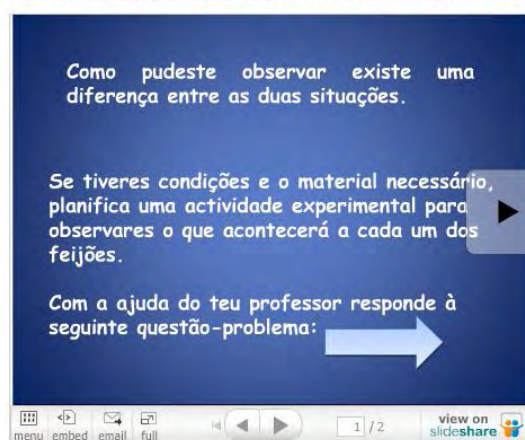 Como pudeste observar existe uma
diferença entre as duas situações.
Se tiveres condições e o material necessário,
planifica uma actividade experimental para
observares o que acontecerá a cada um dos
feijões.
Com a ajuda do teu professor responde à
seguinte questão-problema:
menu embed email full 1 / 2 view on slideshare